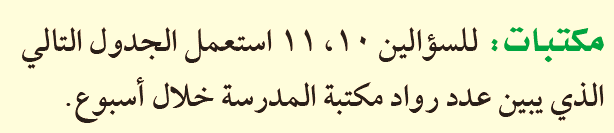 مكتبات: للسؤالين ١٠، ١١ استعمل الجدول التالي
الذي يبين عدد رواد مكتبة المدرسة خلال أسبوع.